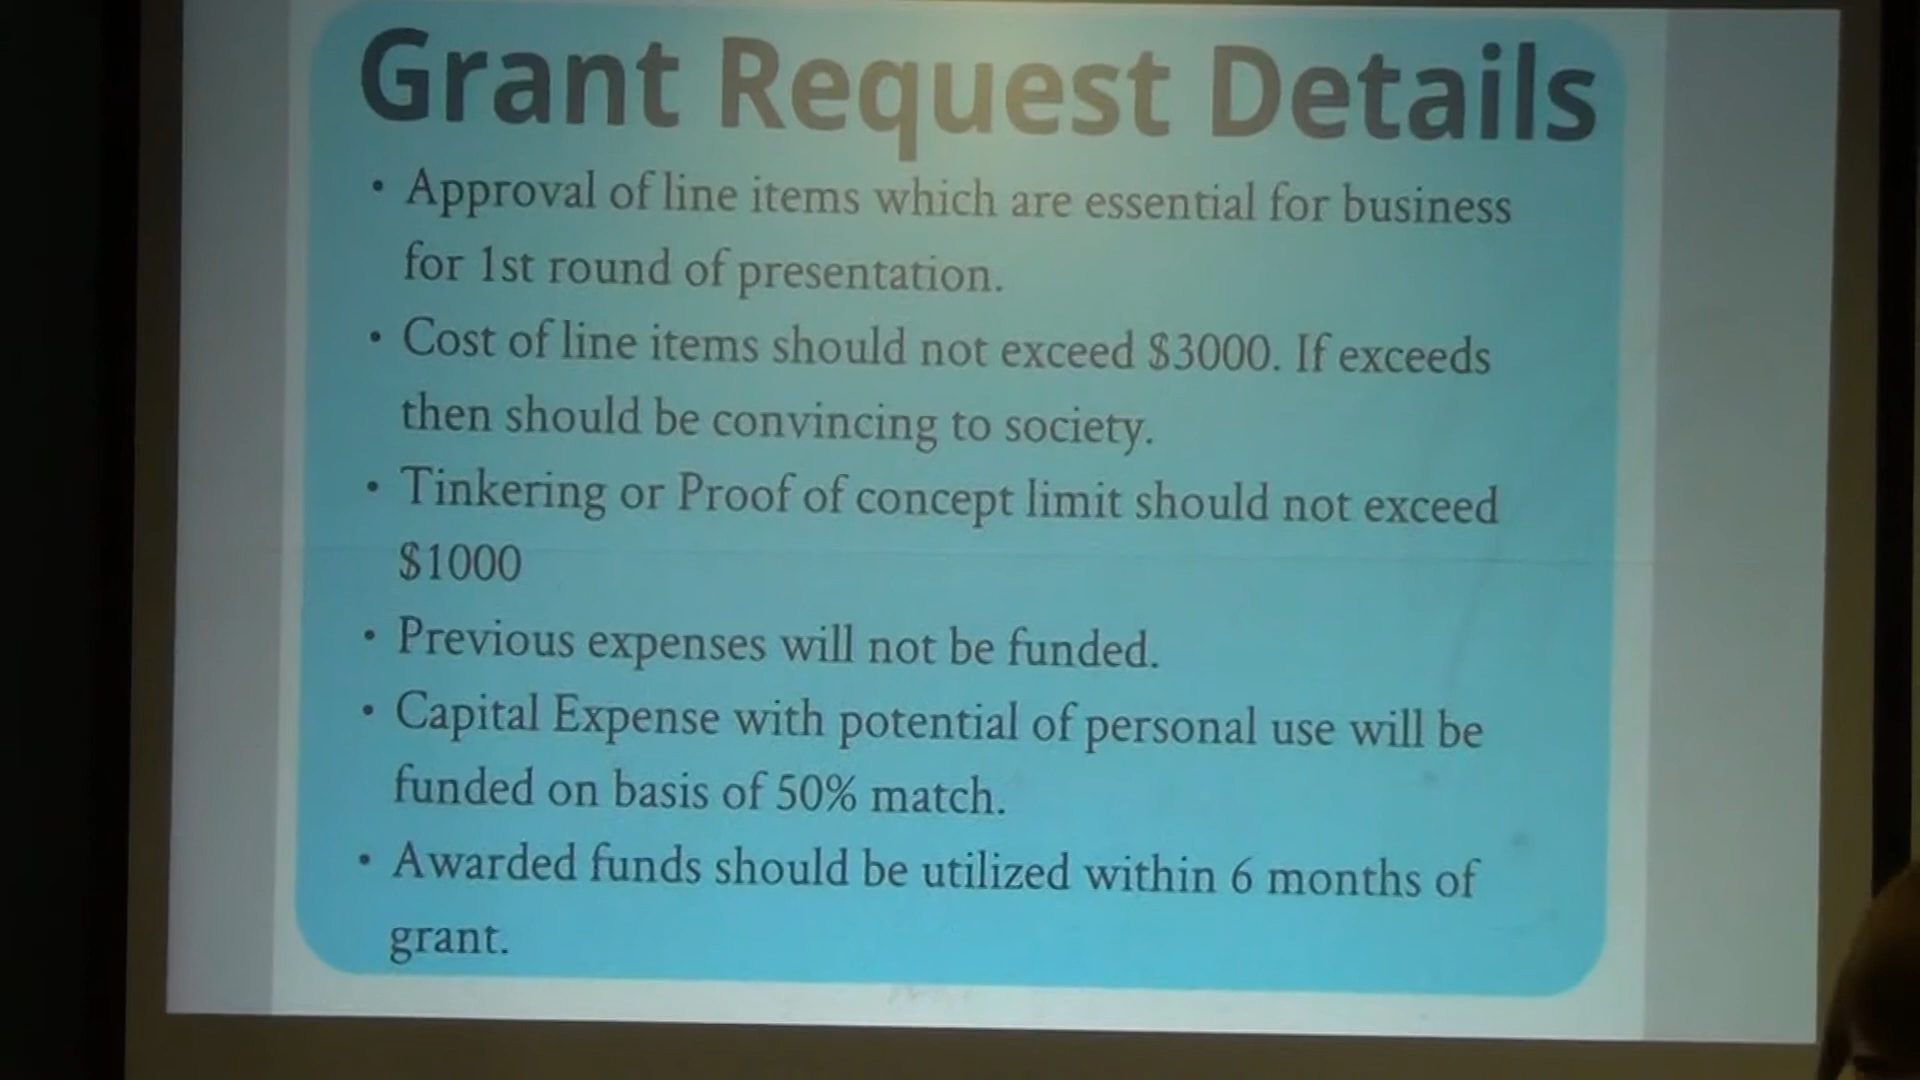 Grant Request Details
• Approval of line items which are essential for business
for 1st round of presentation.
• Cost of line items should not exceed $3000. If exceeds
then should be convincing to society.
• Tinkering or Proof of concept limit should not exceed
$1000
• Previous expenses will not be funded.
• Capital Expense with potential of personal use will be
funded on basis of 50% match.
• Awarded funds should be utilized within 6 months of
grant.